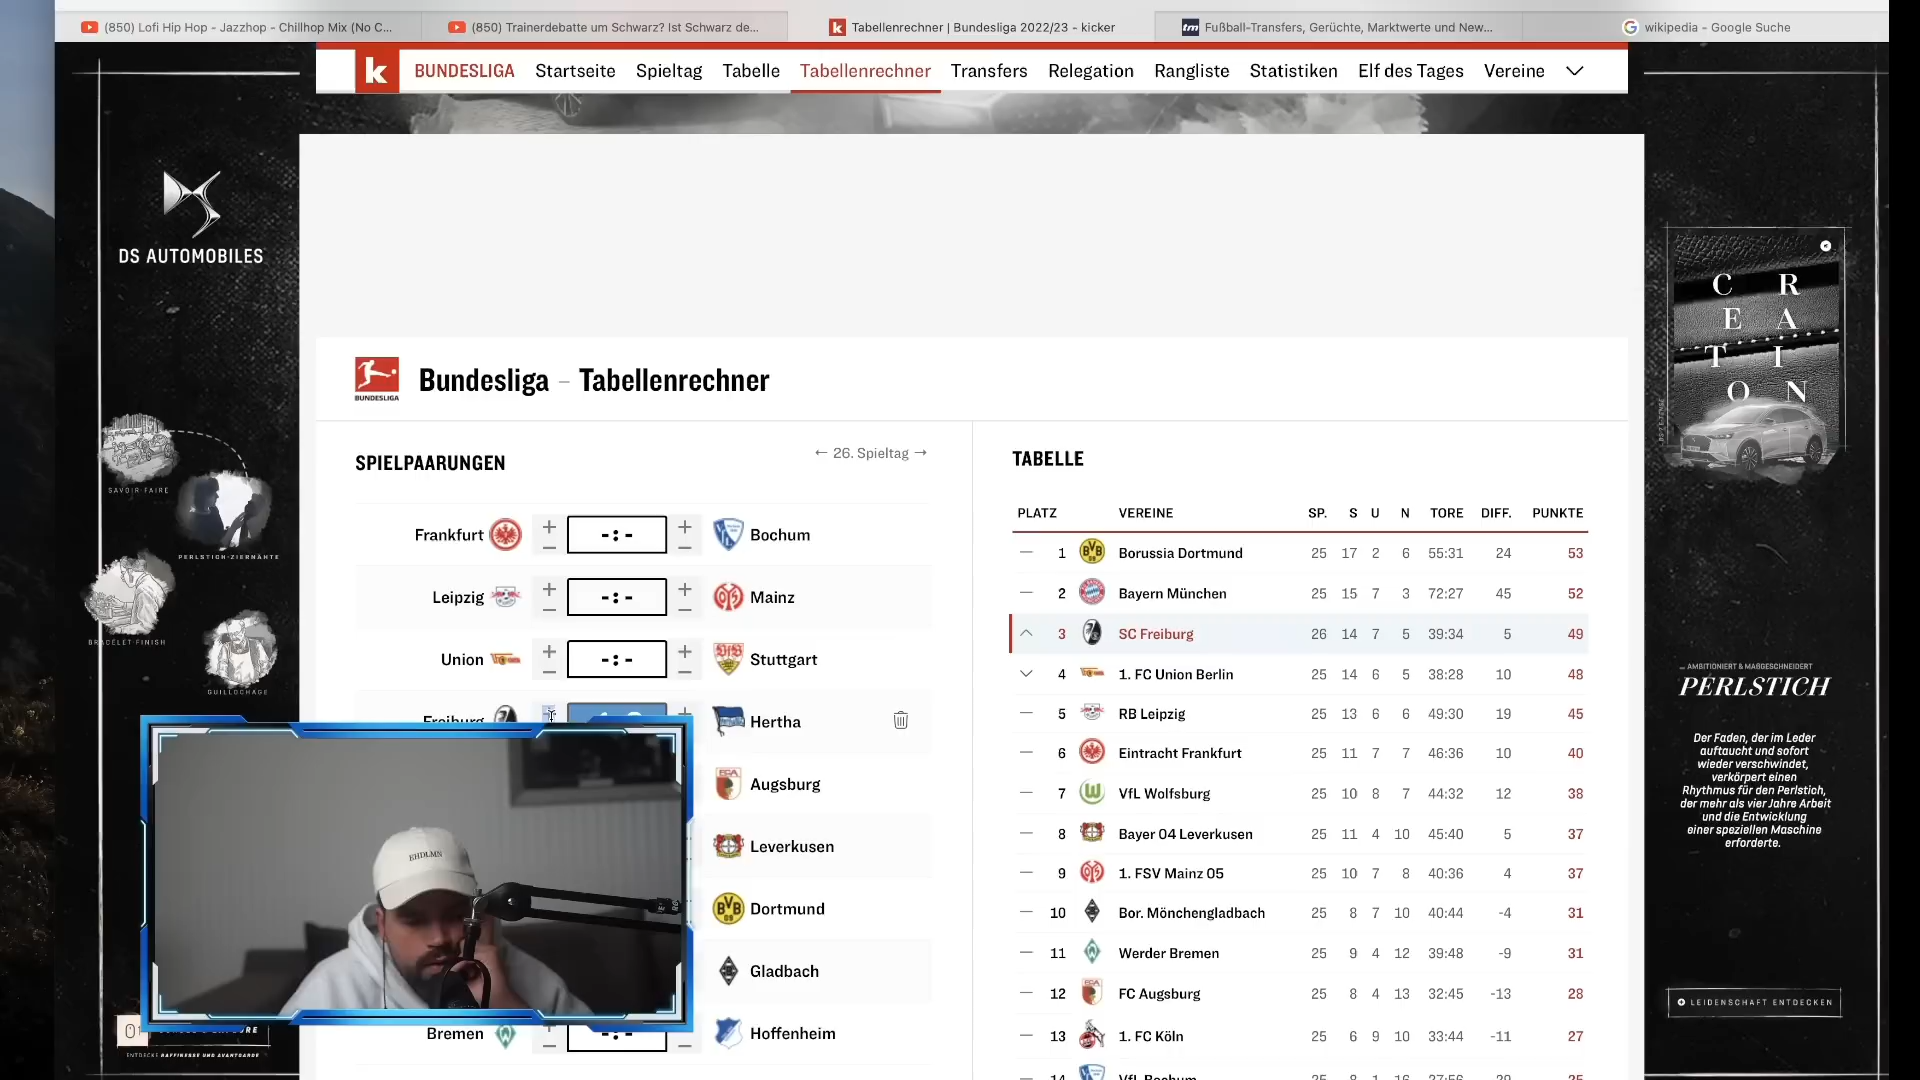 (850) Lofi Hip Hop - Jazzhop - Chillhop Mix (No C...
(850) Trainerdebatte um Schwarz? Ist Schwarz de...
Tabellenrechner | Bundesliga 2022/23 - kicker
Fußball-Transfers, Gerüchte, Marktwerte und New...
wikipedia - Google Suche
BUNDESLIGA Startseite Spieltag Tabelle Tabellenrechner Transfers Relegation Rangliste Statistiken Elf des Tages Vereine
DS AUTOMOBILES
SAVOIR-FAIRE
PERLSTICH-ZIERNÄHTE
BRACELET-FINISH
GUILLOCHAGE
ENTDECKE RAFFINESSE UND AVANTGARDE
BUNDESLIGA
Bundesliga – Tabellenrechner
SPIELPAARUNGEN
← 26. Spieltag →
Frankfurt + − -:- + − Bochum
Leipzig + − -:- + − Mainz
Union + − -:- + − Stuttgart
Freiburg Hertha
Augsburg
Leverkusen
Dortmund
Gladbach
Bremen -:- Hoffenheim
EHDLMN
TABELLE
PLATZ VEREINE SP. S U N TORE DIFF. PUNKTE
1 Borussia Dortmund 25 17 2 6 55:31 24 53
2 Bayern München 25 15 7 3 72:27 45 52
3 SC Freiburg 26 14 7 5 39:34 5 49
4 1. FC Union Berlin 25 14 6 5 38:28 10 48
5 RB Leipzig 25 13 6 6 49:30 19 45
6 Eintracht Frankfurt 25 11 7 7 46:36 10 40
7 VfL Wolfsburg 25 10 8 7 44:32 12 38
8 Bayer 04 Leverkusen 25 11 4 10 45:40 5 37
9 1. FSV Mainz 05 25 10 7 8 40:36 4 37
10 Bor. Mönchengladbach 25 8 7 10 40:44 -4 31
11 Werder Bremen 25 9 4 12 39:48 -9 31
12 FC Augsburg 25 8 4 13 32:45 -13 28
13 1. FC Köln 25 6 9 10 33:44 -11 27
14 VfL Bochum
CREATION
... AMBITIONIERT & MAßGESCHNEIDERT
PERLSTICH
Der Faden, der im Leder
auftaucht und sofort
wieder verschwindet,
verkörpert einen
Rhythmus für den Perlstich,
der mehr als vier Jahre Arbeit
und die Entwicklung
einer speziellen Maschine
erforderte.
LEIDENSCHAFT ENTDECKEN